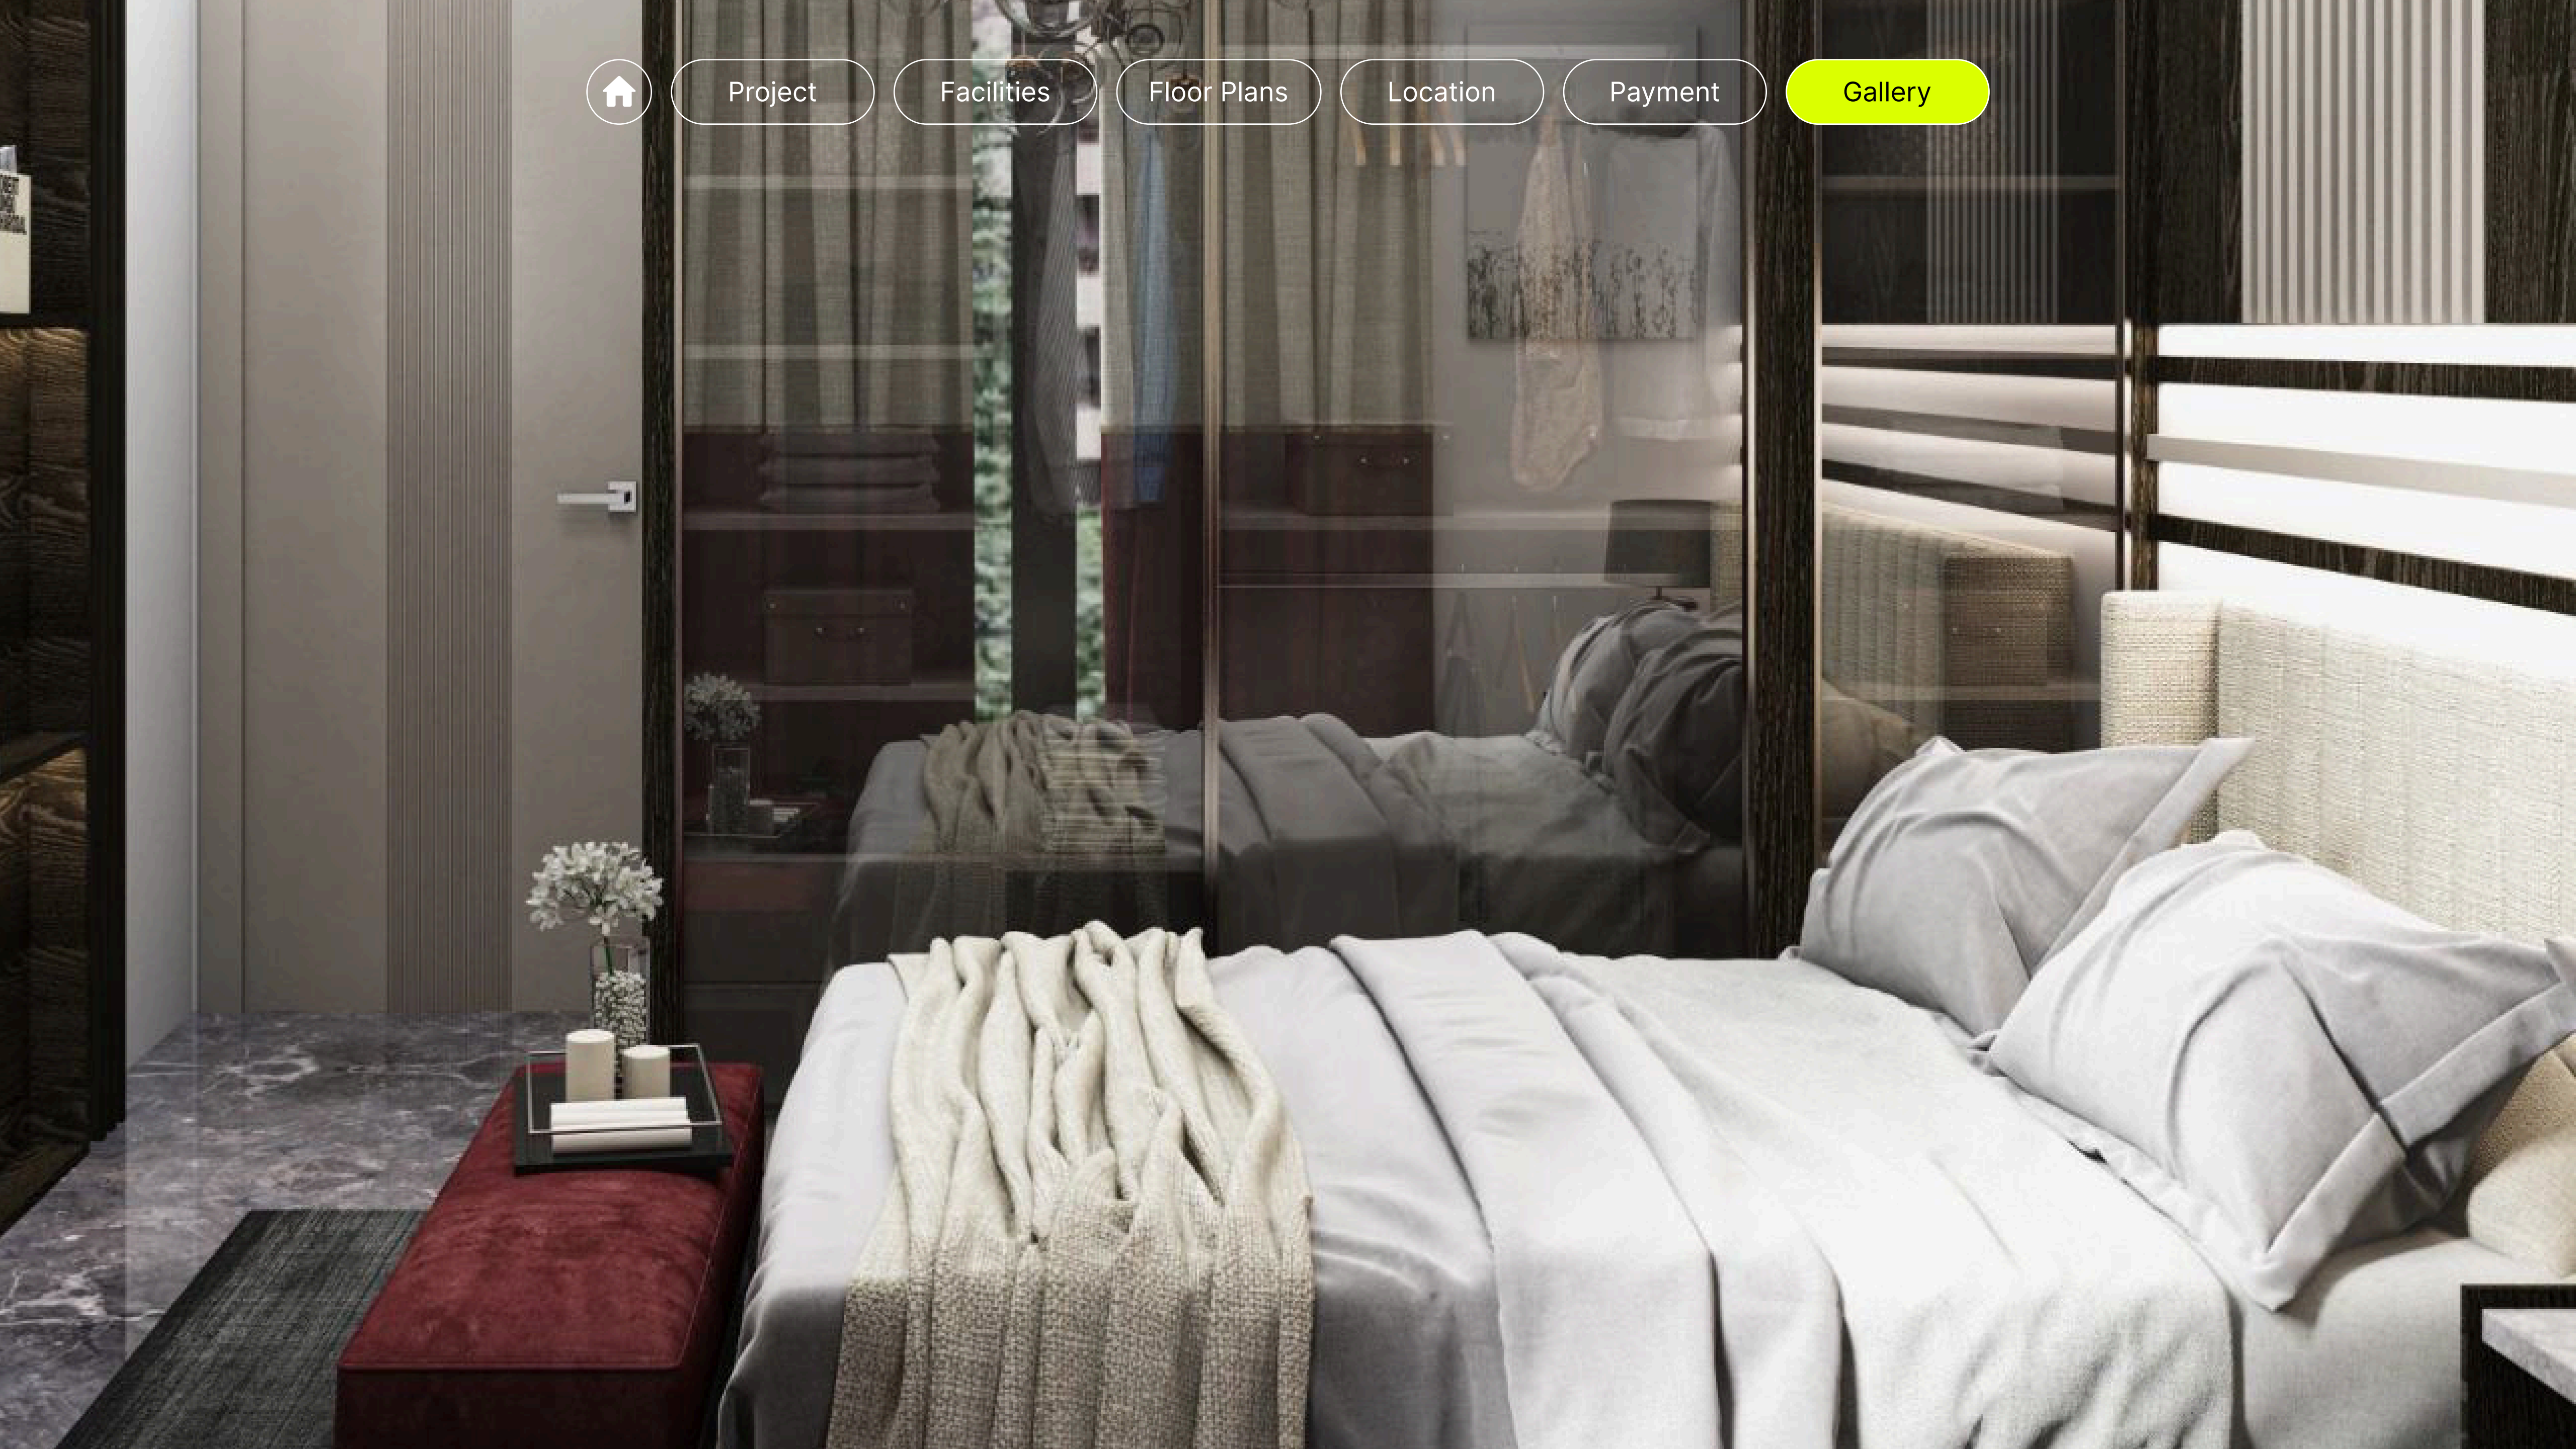 Project
Facilities
Floor Plans
Location
Payment
Gallery